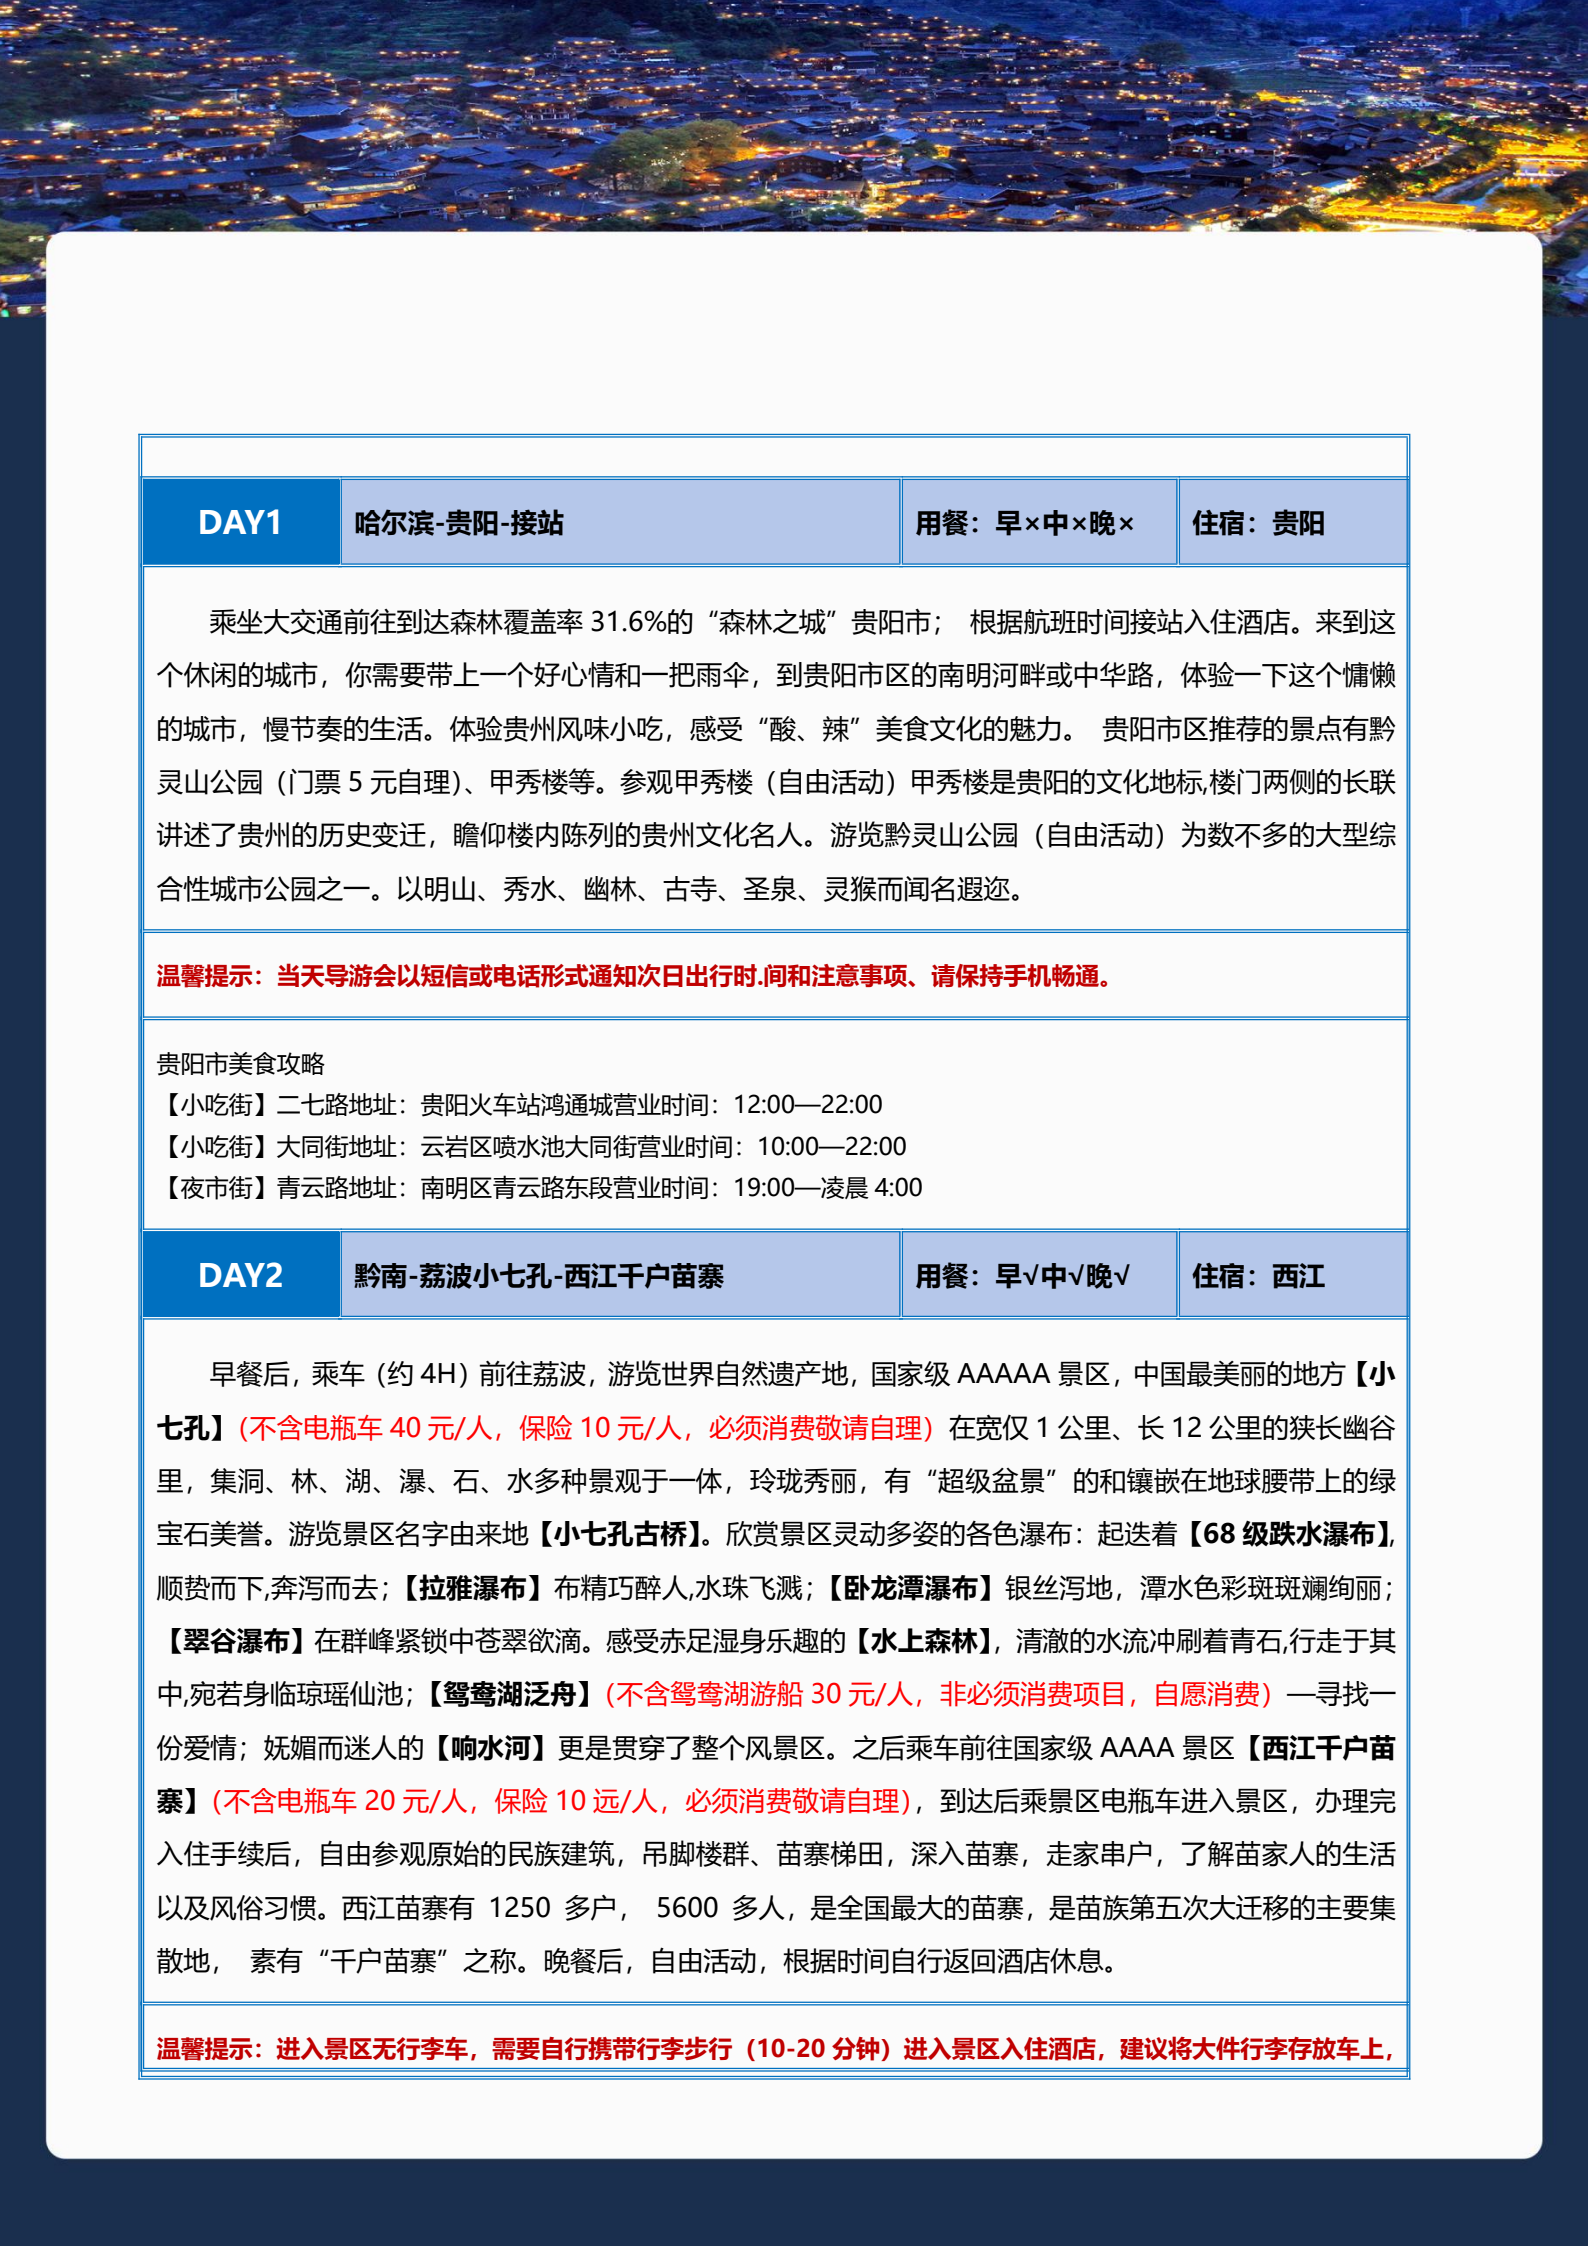 DAY1 哈尔滨-贵阳-接站 用餐：早×中×晚× 住宿：贵阳
乘坐大交通前往到达森林覆盖率 31.6%的“森林之城”贵阳市； 根据航班时间接站入住酒店。来到这
个休闲的城市，你需要带上一个好心情和一把雨伞，到贵阳市区的南明河畔或中华路，体验一下这个慵懒
的城市，慢节奏的生活。体验贵州风味小吃，感受“酸、辣”美食文化的魅力。 贵阳市区推荐的景点有黔
灵山公园（门票 5 元自理）、甲秀楼等。参观甲秀楼（自由活动）甲秀楼是贵阳的文化地标,楼门两侧的长联
讲述了贵州的历史变迁，瞻仰楼内陈列的贵州文化名人。游览黔灵山公园（自由活动）为数不多的大型综
合性城市公园之一。以明山、秀水、幽林、古寺、圣泉、灵猴而闻名遐迩。
温馨提示：当天导游会以短信或电话形式通知次日出行时.间和注意事项、请保持手机畅通。
贵阳市美食攻略
【小吃街】二七路地址：贵阳火车站鸿通城营业时间：12:00—22:00
【小吃街】大同街地址：云岩区喷水池大同街营业时间：10:00—22:00
【夜市街】青云路地址：南明区青云路东段营业时间：19:00—凌晨 4:00
DAY2 黔南-荔波小七孔-西江千户苗寨 用餐：早√中√晚√ 住宿：西江
早餐后，乘车（约 4H）前往荔波，游览世界自然遗产地，国家级 AAAAA 景区，中国最美丽的地方【小
七孔】（不含电瓶车 40 元/人，保险 10 元/人，必须消费敬请自理）在宽仅 1 公里、长 12 公里的狭长幽谷
里，集洞、林、湖、瀑、石、水多种景观于一体，玲珑秀丽，有“超级盆景”的和镶嵌在地球腰带上的绿
宝石美誉。游览景区名字由来地【小七孔古桥】。欣赏景区灵动多姿的各色瀑布：起迭着【68 级跌水瀑布】,
顺贽而下,奔泻而去；【拉雅瀑布】布精巧醉人,水珠飞溅；【卧龙潭瀑布】银丝泻地，潭水色彩斑斑斓绚丽；
【翠谷瀑布】在群峰紧锁中苍翠欲滴。感受赤足湿身乐趣的【水上森林】，清澈的水流冲刷着青石,行走于其
中,宛若身临琼瑶仙池；【鸳鸯湖泛舟】（不含鸳鸯湖游船 30 元/人，非必须消费项目，自愿消费）—寻找一
份爱情；妩媚而迷人的【响水河】更是贯穿了整个风景区。之后乘车前往国家级 AAAA 景区【西江千户苗
寨】（不含电瓶车 20 元/人，保险 10 远/人，必须消费敬请自理），到达后乘景区电瓶车进入景区，办理完
入住手续后，自由参观原始的民族建筑，吊脚楼群、苗寨梯田，深入苗寨，走家串户，了解苗家人的生活
以及风俗习惯。西江苗寨有 1250 多户， 5600 多人，是全国最大的苗寨，是苗族第五次大迁移的主要集
散地， 素有“千户苗寨”之称。晚餐后，自由活动，根据时间自行返回酒店休息。
温馨提示：进入景区无行李车，需要自行携带行李步行（10-20 分钟）进入景区入住酒店，建议将大件行李存放车上，